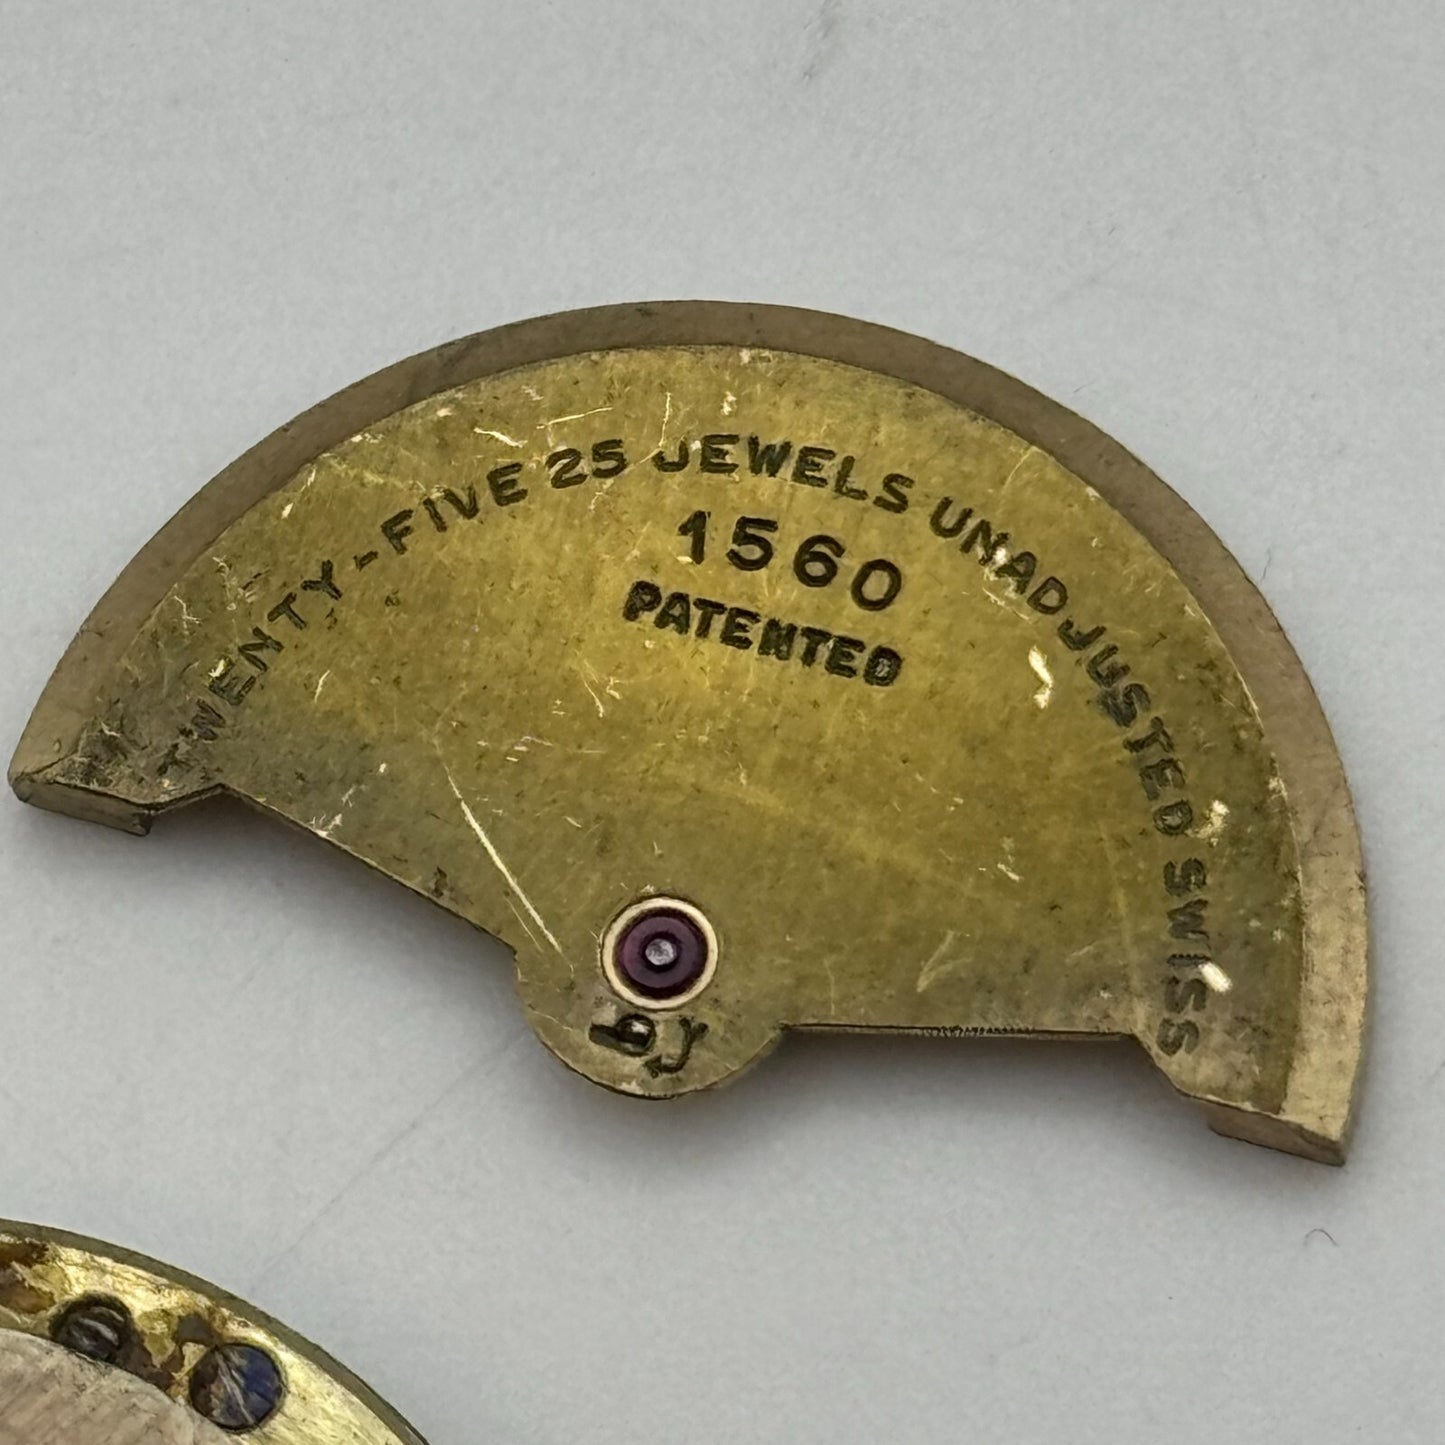 TWENTY-FIVE 25 JEWELS UNADJUSTED SWISS
1560
PATENTED